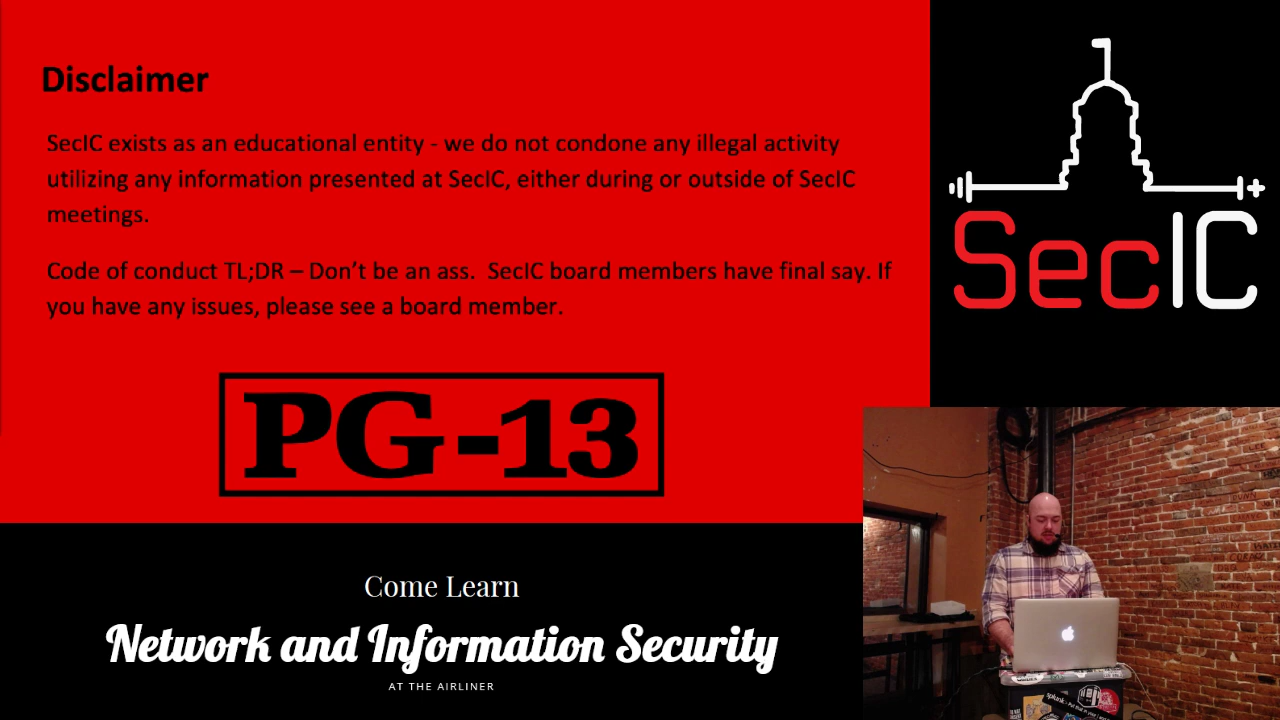 Disclaimer
SecIC exists as an educational entity - we do not condone any illegal activity
utilizing any information presented at SecIC, either during or outside of SecIC
meetings.
Code of conduct TL;DR – Don’t be an ass.  SecIC board members have final say. If
you have any issues, please see a board member.
PG-13
SecIC
Come Learn
Network and Information Security
AT THE AIRLINER
splunk>